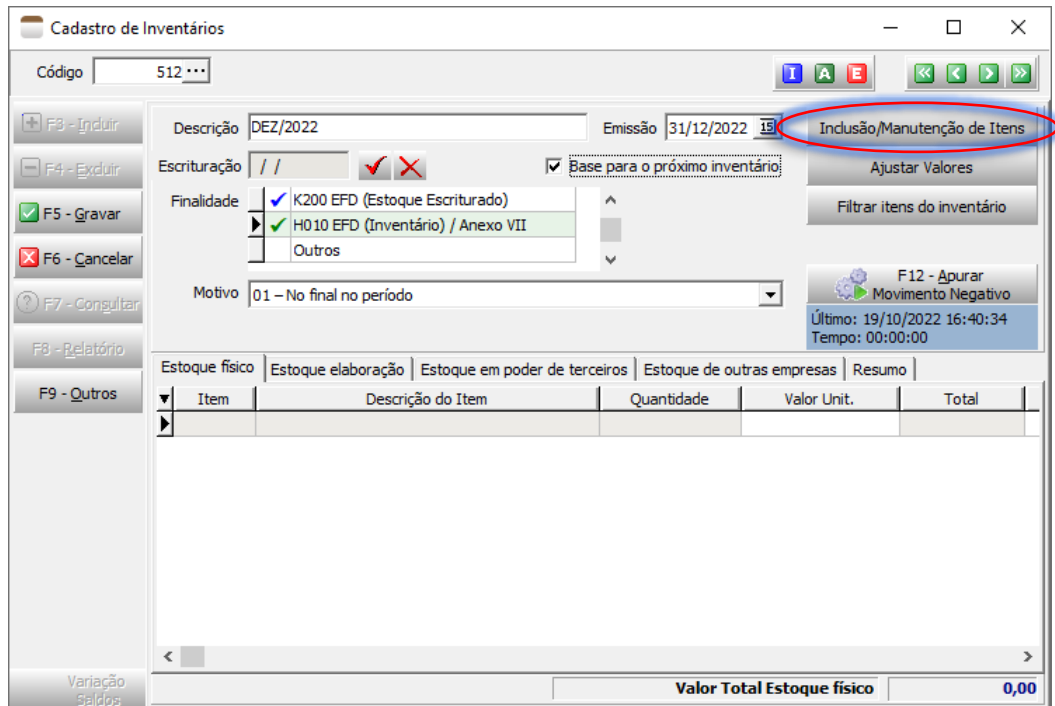 Cadastro de Inventários
Código 512 ···
I A E
F3 - Incluir
F4 - Excluir
F5 - Gravar
F6 - Cancelar
F7 - Consultar
F8 - Relatório
F9 - Outros
Descrição DEZ/2022 Emissão 31/12/2022 15
Escrituração / / Base para o próximo inventário
Finalidade K200 EFD (Estoque Escriturado)
H010 EFD (Inventário) / Anexo VII
Outros
Motivo 01 – No final no período
Inclusão/Manutenção de Itens
Ajustar Valores
Filtrar itens do inventário
F12 - Apurar
Movimento Negativo
Último: 19/10/2022 16:40:34
Tempo: 00:00:00
Estoque físico Estoque elaboração Estoque em poder de terceiros Estoque de outras empresas Resumo
Item Descrição do Item Quantidade Valor Unit. Total
Variação
Saldos
Valor Total Estoque físico 0,00